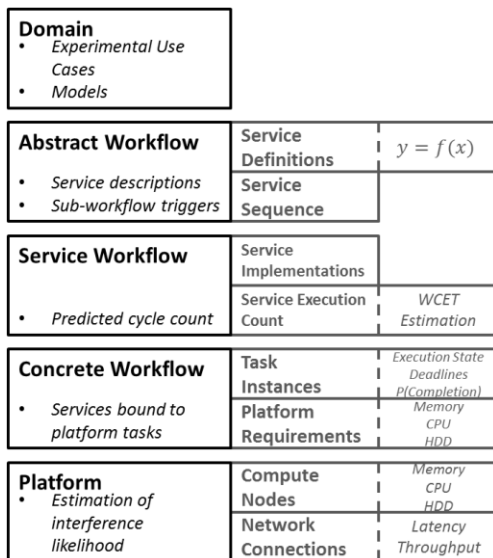 Domain
• Experimental Use
Cases
• Models
Abstract Workflow
• Service descriptions
• Sub-workflow triggers
Service
Definitions
y = f(x)
Service
Sequence
Service Workflow
• Predicted cycle count
Service
Implementations
Service Execution
Count
WCET
Estimation
Concrete Workflow
• Services bound to
platform tasks
Task
Instances
Execution State
Deadlines
P(Completion)
Platform
Requirements
Memory
CPU
HDD
Platform
• Estimation of
interference
likelihood
Compute
Nodes
Memory
CPU
HDD
Network
Connections
Latency
Throughput